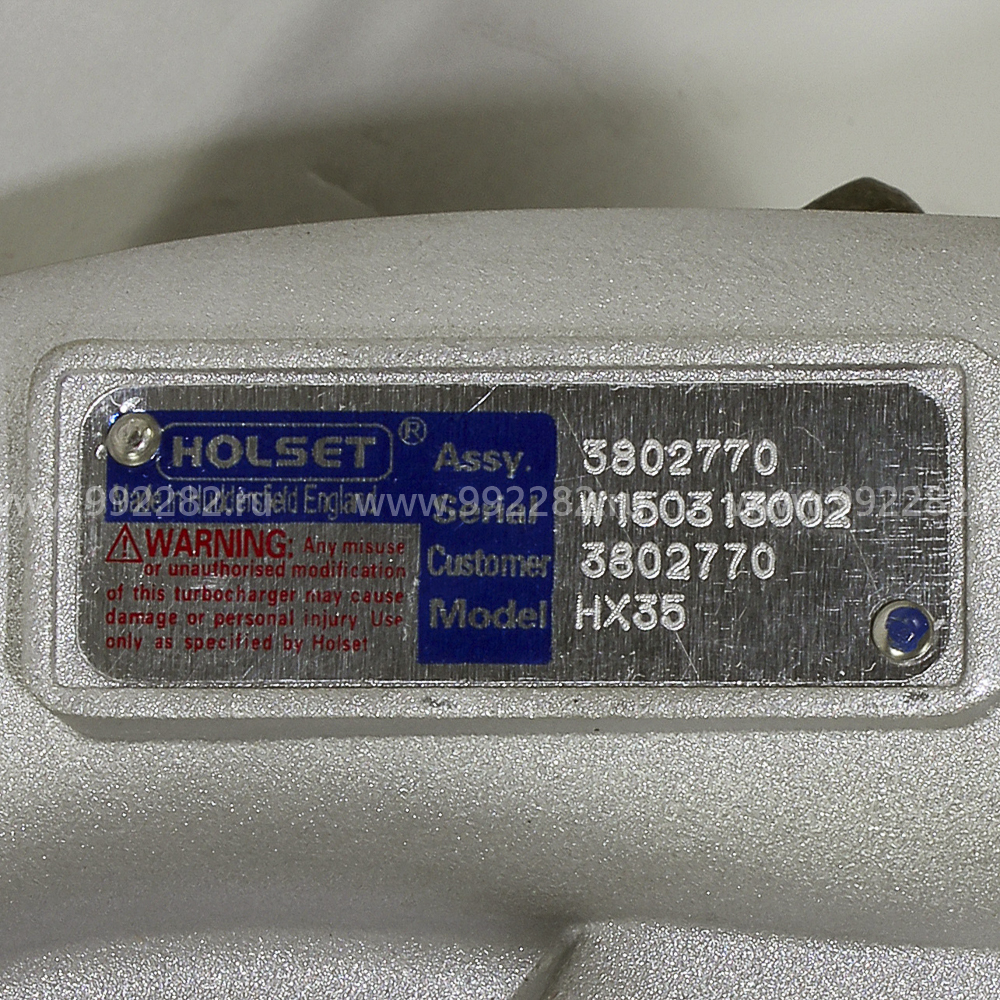 HOLSET®
England
WARNING: Any misuse
or unauthorised modification
of this turbocharger may cause
damage or personal injury Use
only as specified by Holset
Assy. 3802770
Serial W150313002
Customer 3802770
Model HX35
www.992282.ru www.992282.ru